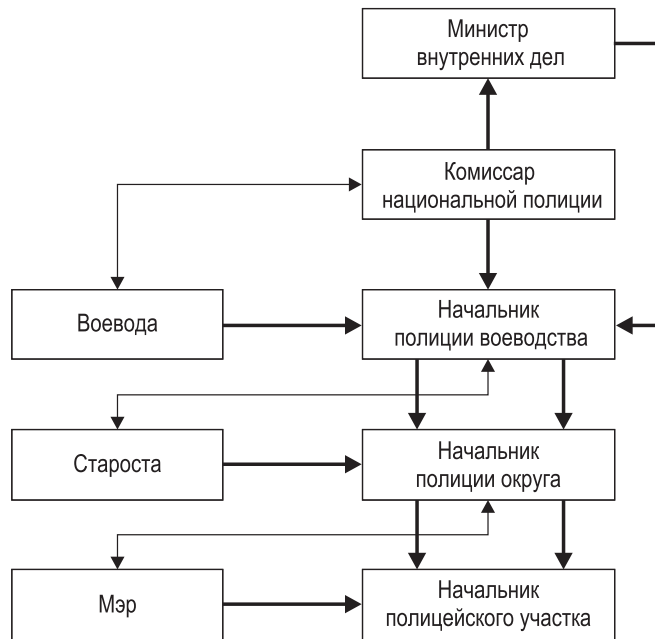 Министр
внутренних дел
Комиссар
национальной полиции
Воевода
Начальник
полиции воеводства
Староста
Начальник
полиции округа
Мэр
Начальник
полицейского участка